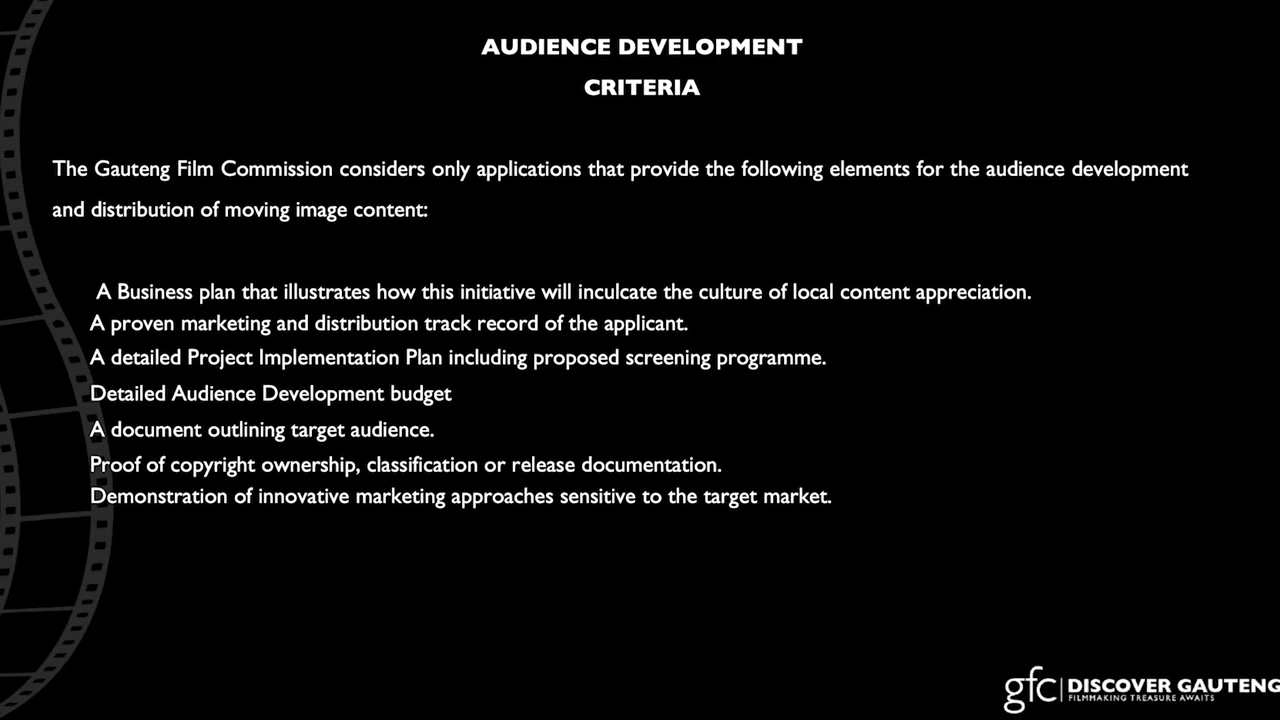 AUDIENCE DEVELOPMENT
CRITERIA
The Gauteng Film Commission considers only applications that provide the following elements for the audience development
and distribution of moving image content:
A Business plan that illustrates how this initiative will inculcate the culture of local content appreciation.
A proven marketing and distribution track record of the applicant.
A detailed Project Implementation Plan including proposed screening programme.
Detailed Audience Development budget
A document outlining target audience.
Proof of copyright ownership, classification or release documentation.
Demonstration of innovative marketing approaches sensitive to the target market.
gfc DISCOVER GAUTENG
FILMMAKING TREASURE AWAITS